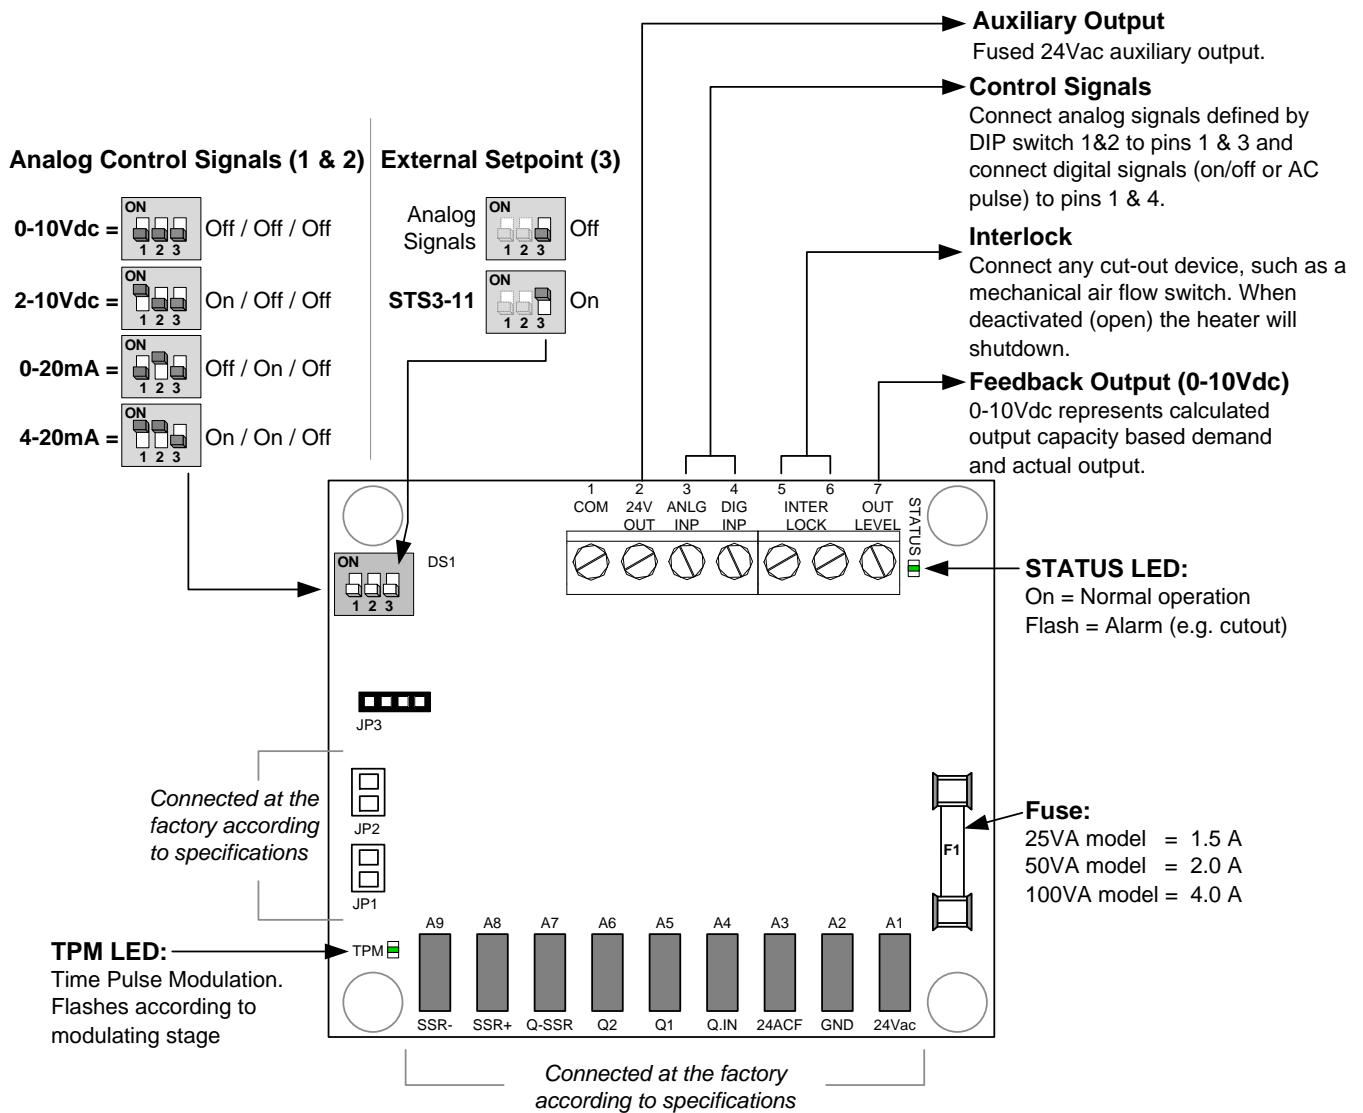 Auxiliary Output
Fused 24Vac auxiliary output.
Control Signals
Connect analog signals defined by
DIP switch 1&2 to pins 1 & 3 and
connect digital signals (on/off or AC
pulse) to pins 1 & 4.
Interlock
Connect any cut-out device, such as a
mechanical air flow switch. When
deactivated (open) the heater will
shutdown.
Feedback Output (0-10Vdc)
0-10Vdc represents calculated
output capacity based demand
and actual output.
Analog Control Signals (1 & 2)
0-10Vdc = ON 1 2 3 Off / Off / Off
2-10Vdc = ON 1 2 3 On / Off / Off
0-20mA = ON 1 2 3 Off / On / Off
4-20mA = ON 1 2 3 On / On / Off
External Setpoint (3)
Analog
Signals
ON 1 2 3 Off
STS3-11 ON 1 2 3 On
1 2 3 4 5 6 7
COM 24V ANLG DIG INTER OUT
OUT INP INP LOCK LEVEL
STATUS
ON
1 2 3
DS1
STATUS LED:
On = Normal operation
Flash = Alarm (e.g. cutout)
JP3
Connected at the
factory according
to specifications
JP2
JP1
F1
Fuse:
25VA model = 1.5 A
50VA model = 2.0 A
100VA model = 4.0 A
TPM LED:
Time Pulse Modulation.
Flashes according to
modulating stage
TPM
A9 A8 A7 A6 A5 A4 A3 A2 A1
SSR- SSR+ Q-SSR Q2 Q1 Q.IN 24ACF GND 24Vac
Connected at the factory
according to specifications